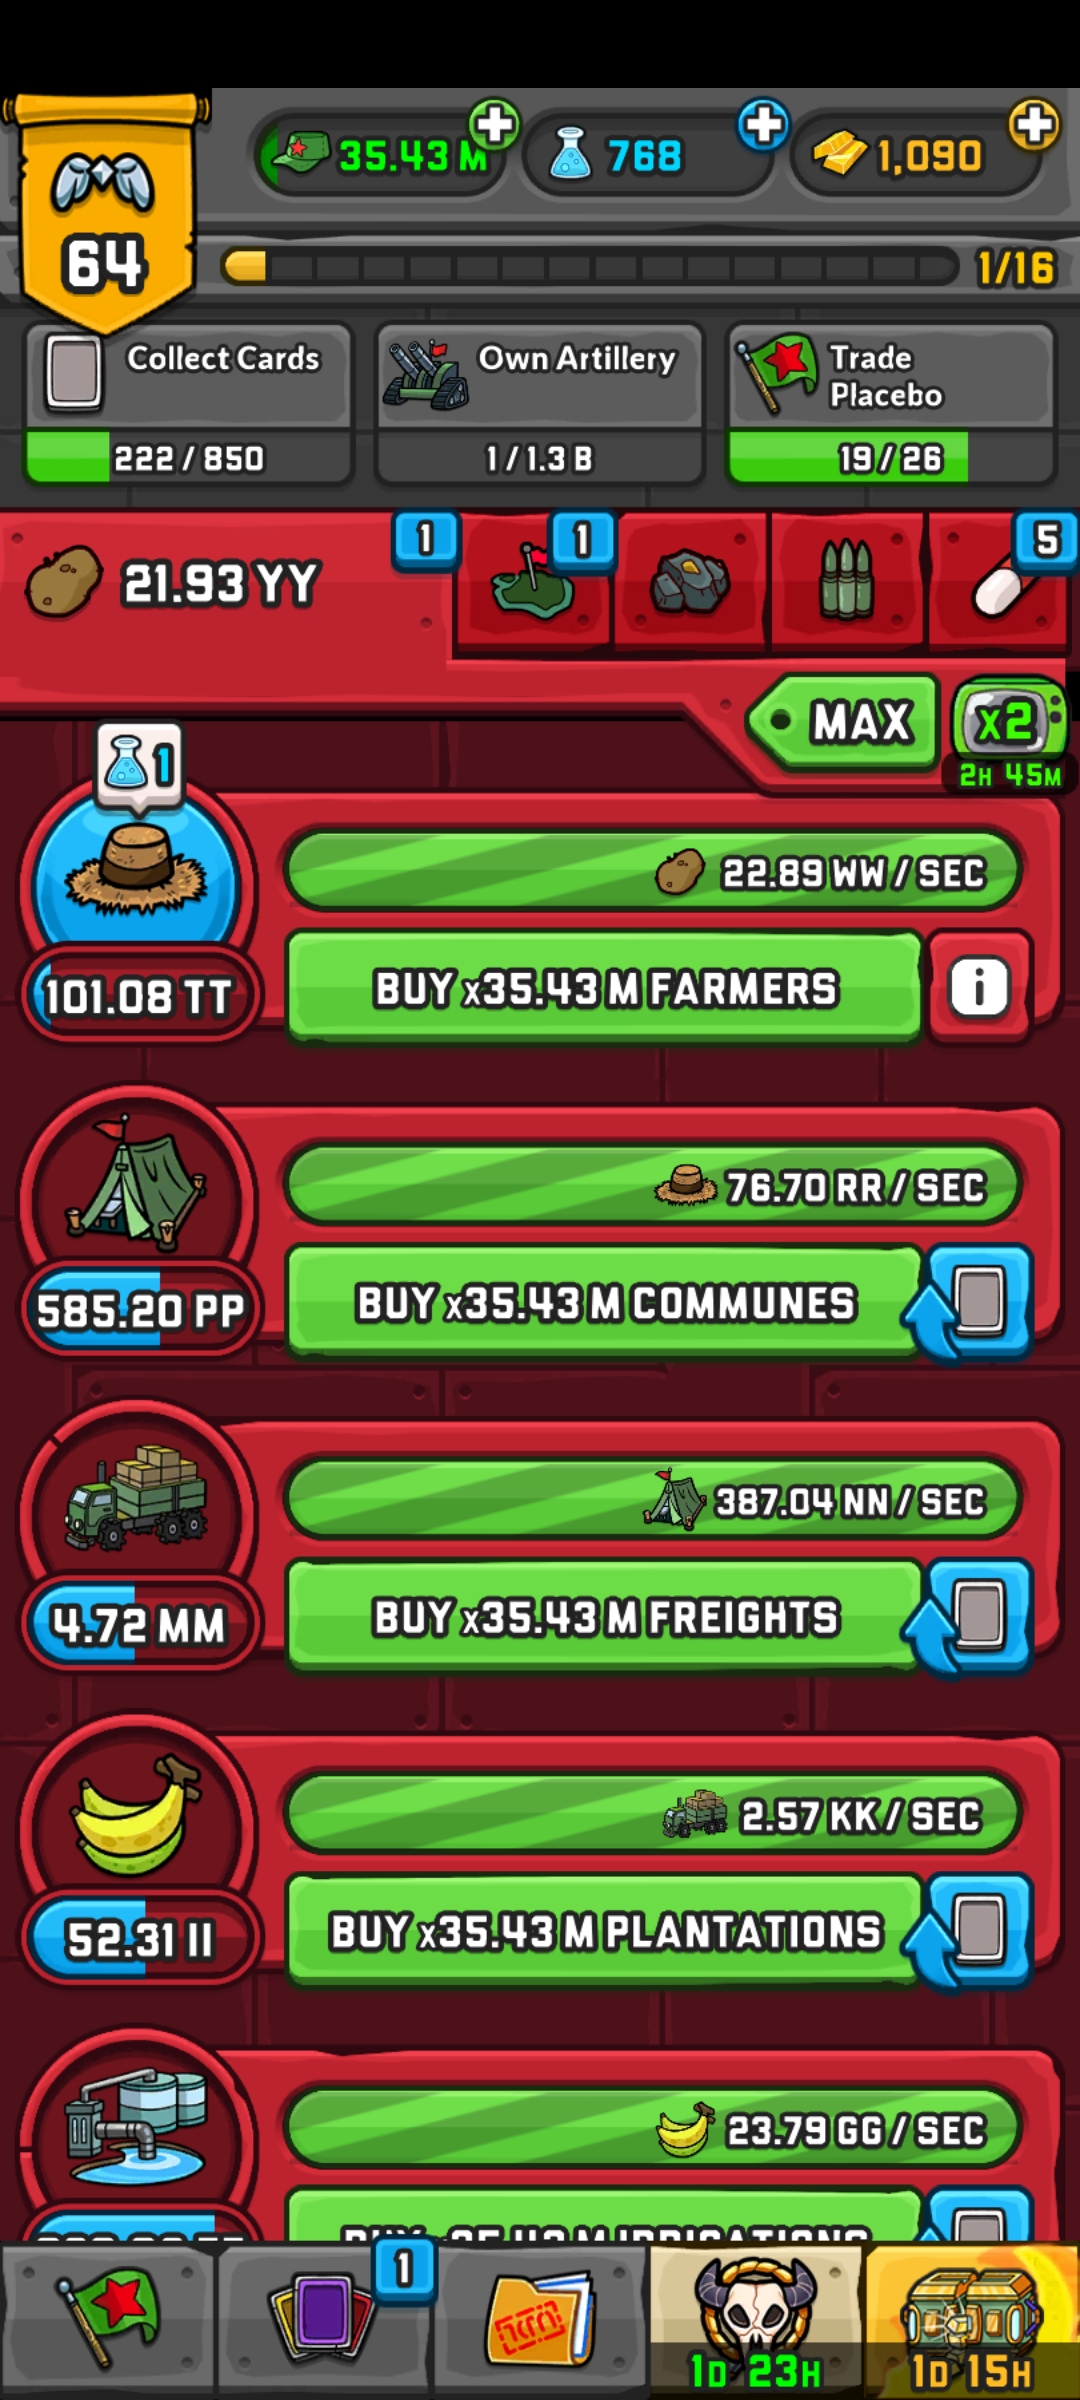 64
35.43 M
768
1,090
1/16
Collect Cards
222 / 850
Own Artillery
1 / 1.3 B
Trade
Placebo
19 / 26
21.93 YY
1
1
5
MAX
x2
2H 45M
1
22.89 WW / SEC
101.08 TT
BUY x35.43 M FARMERS
i
76.70 RR / SEC
585.20 PP
BUY x35.43 M COMMUNES
387.04 NN / SEC
4.72 MM
BUY x35.43 M FREIGHTS
2.57 KK / SEC
52.31 II
BUY x35.43 M PLANTATIONS
23.79 GG / SEC
BUY x35.43 M IRRIGATIONS
1
1D 23H
1D 15H